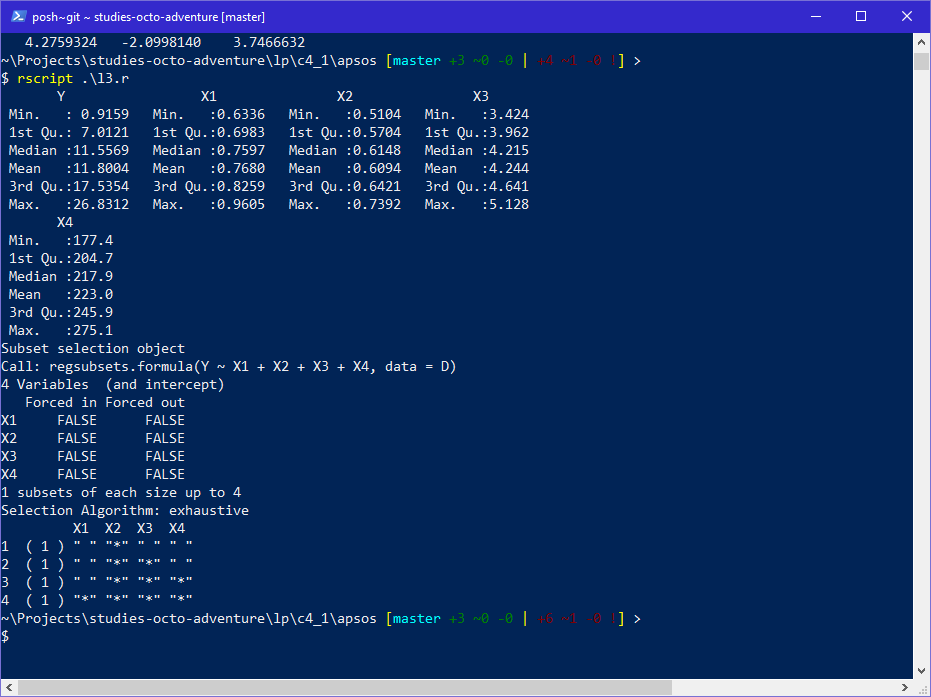 posh~git ~ studies-octo-adventure [master]
   4.2759324   -2.0998140    3.7466632
~\Projects\studies-octo-adventure\lp\c4_1\apsos [master +3 ~0 -0 | +4 ~1 -0 !] >
$ rscript .\l3.r
       Y                 X1               X2               X3
 Min.   : 0.9159   Min.   :0.6336   Min.   :0.5104   Min.   :3.424
 1st Qu.: 7.0121   1st Qu.:0.6983   1st Qu.:0.5704   1st Qu.:3.962
 Median :11.5569   Median :0.7597   Median :0.6148   Median :4.215
 Mean   :11.8004   Mean   :0.7680   Mean   :0.6094   Mean   :4.244
 3rd Qu.:17.5354   3rd Qu.:0.8259   3rd Qu.:0.6421   3rd Qu.:4.641
 Max.   :26.8312   Max.   :0.9605   Max.   :0.7392   Max.   :5.128
       X4
 Min.   :177.4
 1st Qu.:204.7
 Median :217.9
 Mean   :223.0
 3rd Qu.:245.9
 Max.   :275.1
Subset selection object
Call: regsubsets.formula(Y ~ X1 + X2 + X3 + X4, data = D)
4 Variables  (and intercept)
   Forced in Forced out
X1     FALSE      FALSE
X2     FALSE      FALSE
X3     FALSE      FALSE
X4     FALSE      FALSE
1 subsets of each size up to 4
Selection Algorithm: exhaustive
         X1  X2  X3  X4
1  ( 1 ) " " "*" " " " "
2  ( 1 ) " " "*" "*" " "
3  ( 1 ) " " "*" "*" "*"
4  ( 1 ) "*" "*" "*" "*"
~\Projects\studies-octo-adventure\lp\c4_1\apsos [master +3 ~0 -0 | +6 ~1 -0 !] >
$